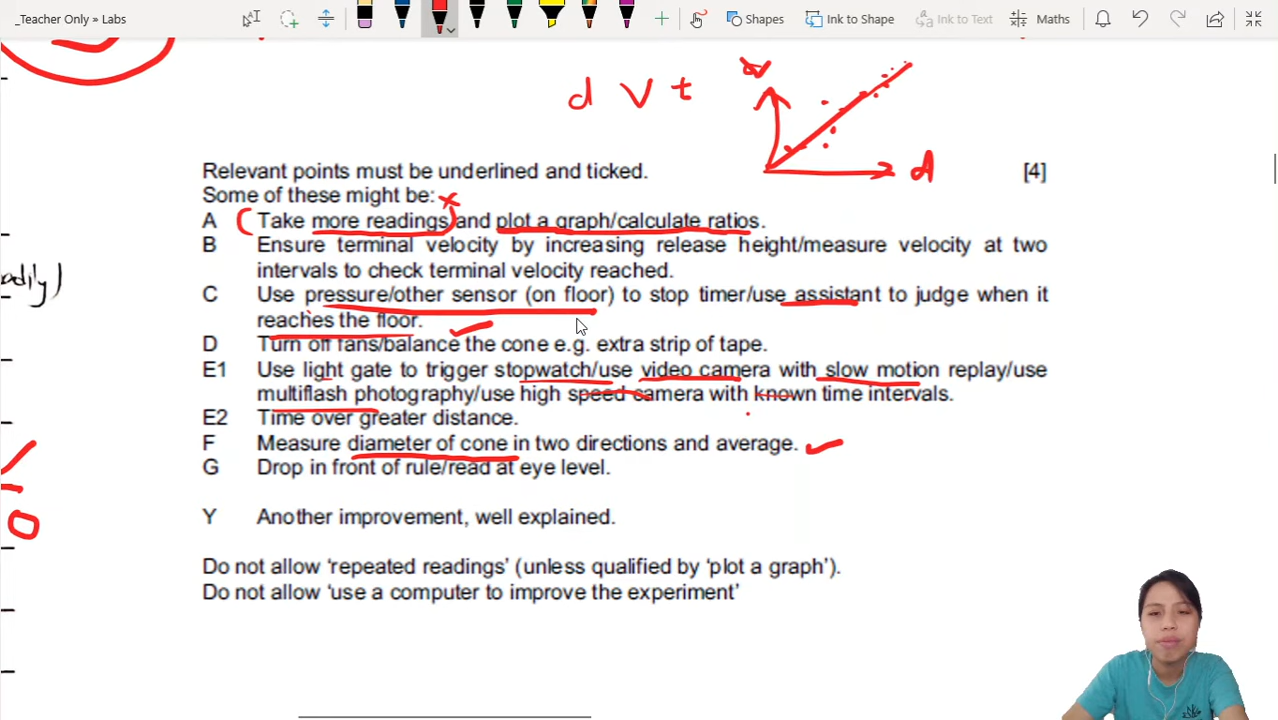 _Teacher Only » Labs
Shapes
Ink to Shape
Ink to Text
Maths
d v t
d
Relevant points must be underlined and ticked. [4]
Some of these might be:
A (Take more readings) and plot a graph/calculate ratios.
B Ensure terminal velocity by increasing release height/measure velocity at two
intervals to check terminal velocity reached.
C Use pressure/other sensor (on floor) to stop timer/use assistant to judge when it
reaches the floor.
D Turn off fans/balance the cone e.g. extra strip of tape.
E1 Use light gate to trigger stopwatch/use video camera with slow motion replay/use
multiflash photography/use high speed camera with known time intervals.
E2 Time over greater distance.
F Measure diameter of cone in two directions and average.
G Drop in front of rule/read at eye level.
Y Another improvement, well explained.
Do not allow ‘repeated readings’ (unless qualified by ‘plot a graph’).
Do not allow ‘use a computer to improve the experiment’